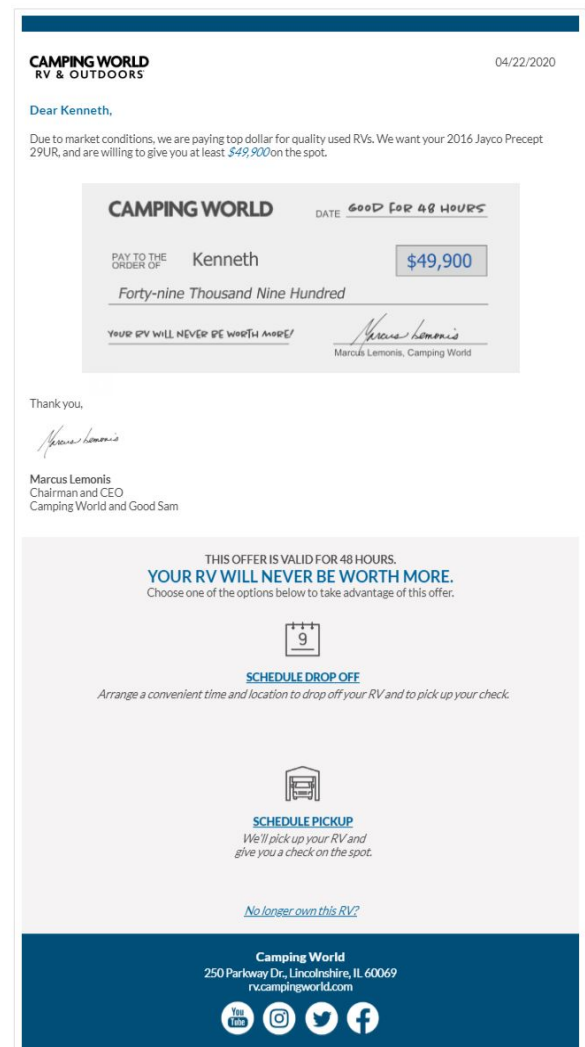 CAMPING WORLD
RV & OUTDOORS
04/22/2020
Dear Kenneth,
Due to market conditions, we are paying top dollar for quality used RVs. We want your 2016 Jayco Precept
29UR, and are willing to give you at least $49,900 on the spot.
CAMPING WORLD
DATE GOOD FOR 48 HOURS
PAY TO THE
ORDER OF
Kenneth
$49,900
Forty-nine Thousand Nine Hundred
YOUR RV WILL NEVER BE WORTH MORE!
Marcus Lemonis
Marcus Lemonis, Camping World
Thank you,
Marcus Lemonis
Marcus Lemonis
Chairman and CEO
Camping World and Good Sam
THIS OFFER IS VALID FOR 48 HOURS.
YOUR RV WILL NEVER BE WORTH MORE.
Choose one of the options below to take advantage of this offer.
9
SCHEDULE DROP OFF
Arrange a convenient time and location to drop off your RV and to pick up your check.
SCHEDULE PICKUP
We'll pick up your RV and
give you a check on the spot.
No longer own this RV?
Camping World
250 Parkway Dr., Lincolnshire, IL 60069
rv.campingworld.com
You
Tube